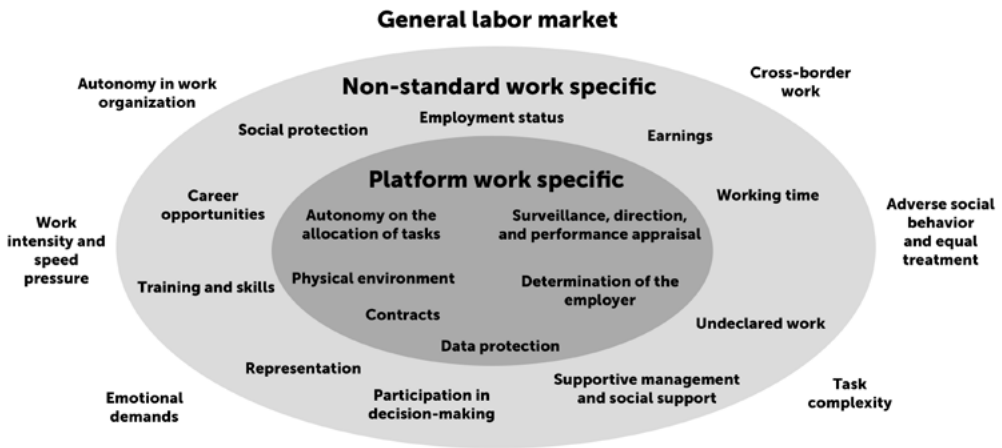 General labor market
Autonomy in work
organization
Cross-border
work
Non-standard work specific
Social protection
Employment status
Earnings
Career
opportunities
Platform work specific
Working time
Work
intensity and
speed
pressure
Autonomy on the
allocation of tasks
Surveillance, direction,
and performance appraisal
Adverse social
behavior
and equal
treatment
Training and skills
Physical environment
Determination of the
employer
Contracts
Undeclared work
Data protection
Representation
Emotional
demands
Participation in
decision-making
Supportive management
and social support
Task
complexity